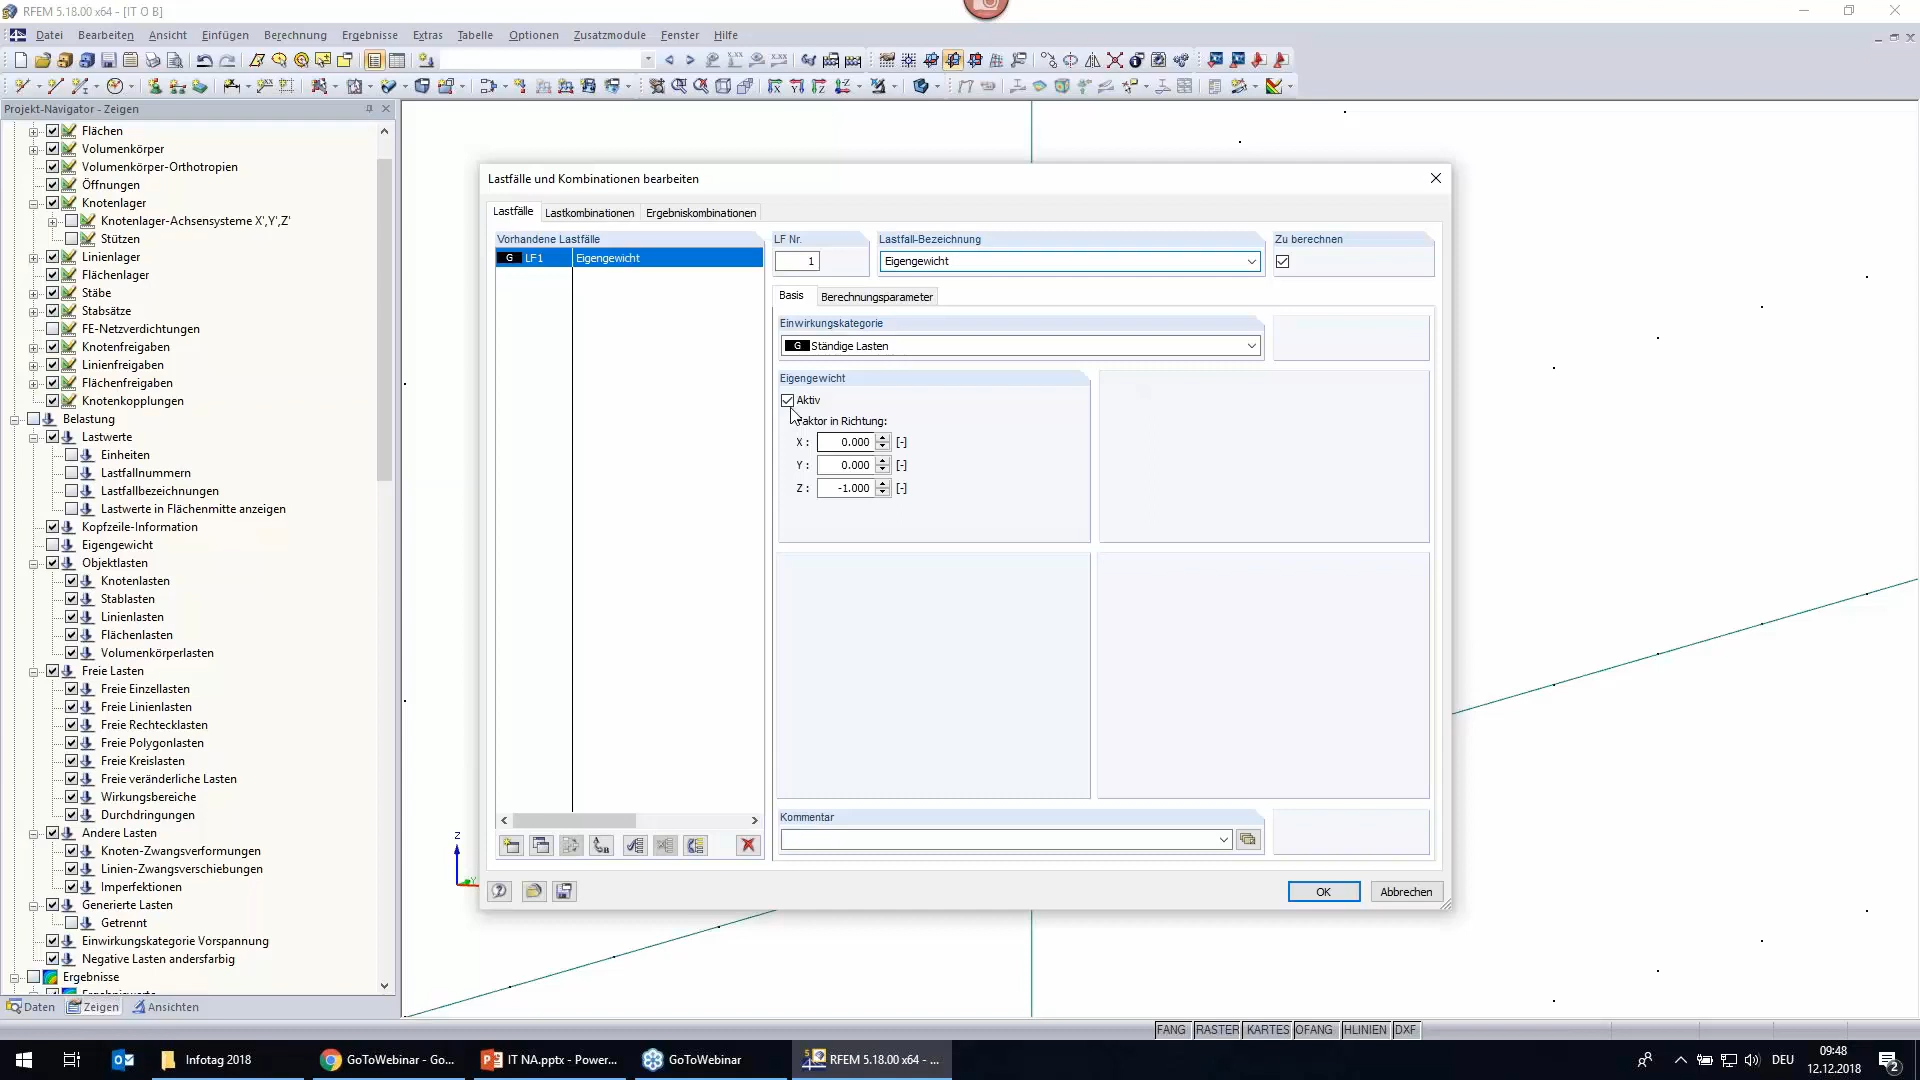 RFEM 5.18.00 x64 - [IT O B]
Datei Bearbeiten Ansicht Einfügen Berechnung Ergebnisse Extras Tabelle Optionen Zusatzmodule Fenster Hilfe
Projekt-Navigator - Zeigen
Flächen
Volumenkörper
Volumenkörper-Orthotropien
Öffnungen
Knotenlager
Knotenlager-Achsensysteme X',Y',Z'
Stützen
Linienlager
Flächenlager
Stäbe
Stabsätze
FE-Netzverdichtungen
Knotenfreigaben
Linienfreigaben
Flächenfreigaben
Knotenkopplungen
Belastung
Lastwerte
Einheiten
Lastfallnummern
Lastfallbezeichnungen
Lastwerte in Flächenmitte anzeigen
Kopfzeile-Information
Eigengewicht
Objektlasten
Knotenlasten
Stablasten
Linienlasten
Flächenlasten
Volumenkörperlasten
Freie Lasten
Freie Einzellasten
Freie Linienlasten
Freie Rechtecklasten
Freie Polygonlasten
Freie Kreislasten
Freie veränderliche Lasten
Wirkungsbereiche
Durchdringungen
Andere Lasten
Knoten-Zwangsverformungen
Linien-Zwangsverschiebungen
Imperfektionen
Generierte Lasten
Getrennt
Einwirkungskategorie Vorspannung
Negative Lasten andersfarbig
Ergebnisse
Daten Zeigen Ansichten
Lastfälle und Kombinationen bearbeiten
Lastfälle Lastkombinationen Ergebniskombinationen
Vorhandene Lastfälle
G LF1 Eigengewicht
LF Nr.
1
Lastfall-Bezeichnung
Eigengewicht
Zu berechnen
Basis Berechnungsparameter
Einwirkungskategorie
G Ständige Lasten
Eigengewicht
Aktiv
aktor in Richtung:
X : 0.000 [-]
Y : 0.000 [-]
Z : -1.000 [-]
Kommentar
OK Abbrechen
Z
Y
FANG RASTER KARTES OFANG HLINIEN DXF
Infotag 2018 GoToWebinar - Go... IT NA.pptx - Power... GoToWebinar RFEM 5.18.00 x64 - ...
DEU
09:48
12.12.2018
2